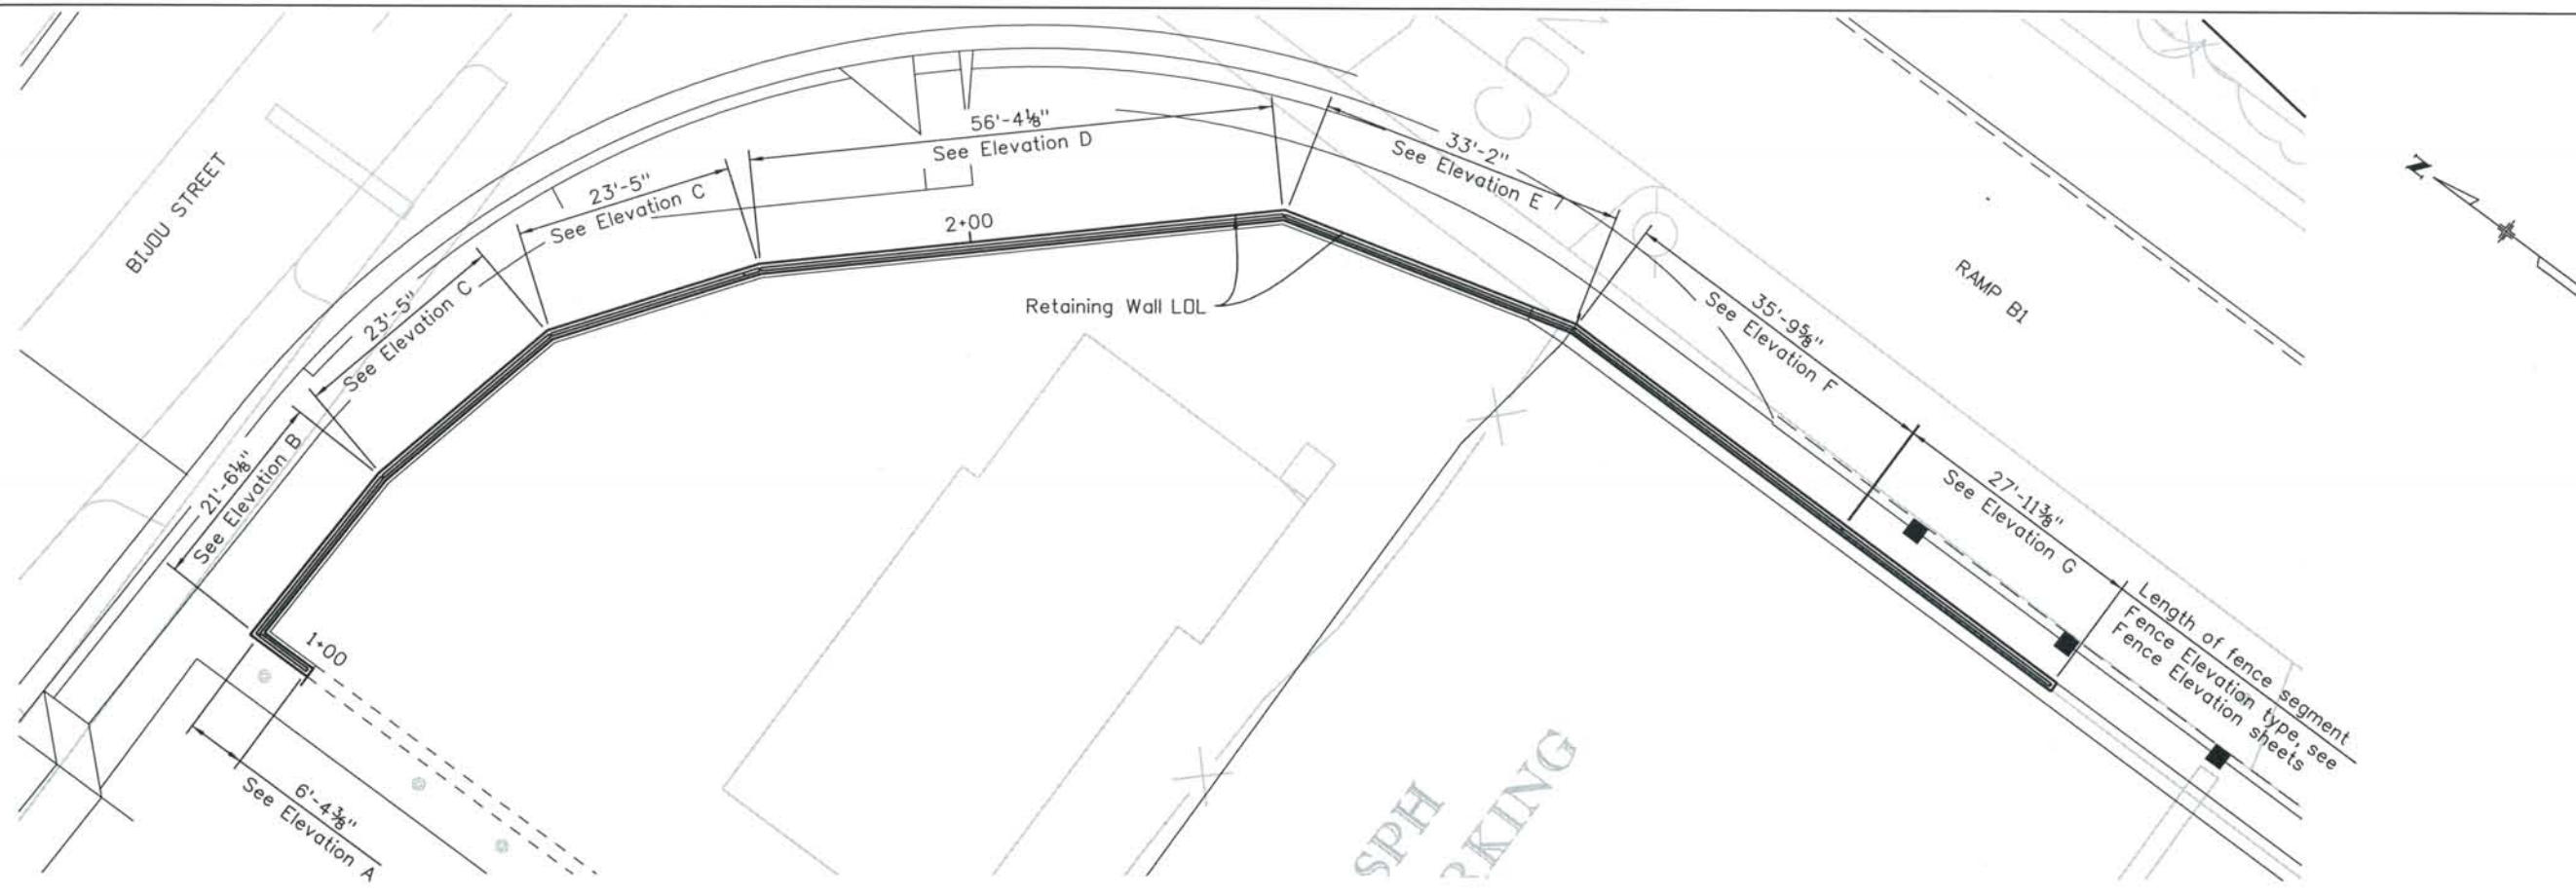 BIJOU STREET
21'-6⅛"
See Elevation B
23'-5"
See Elevation C
23'-5"
See Elevation C
56'-4⅛"
See Elevation D
2+00
33'-2"
See Elevation E
Retaining Wall LOL
35'-9⅝"
See Elevation F
RAMP B1
27'-11⅜"
See Elevation G
Length of fence segment
Fence Elevation type, see
Fence Elevation sheets
1+00
6'-4⅜"
See Elevation A
CON
N
SPH
RKING